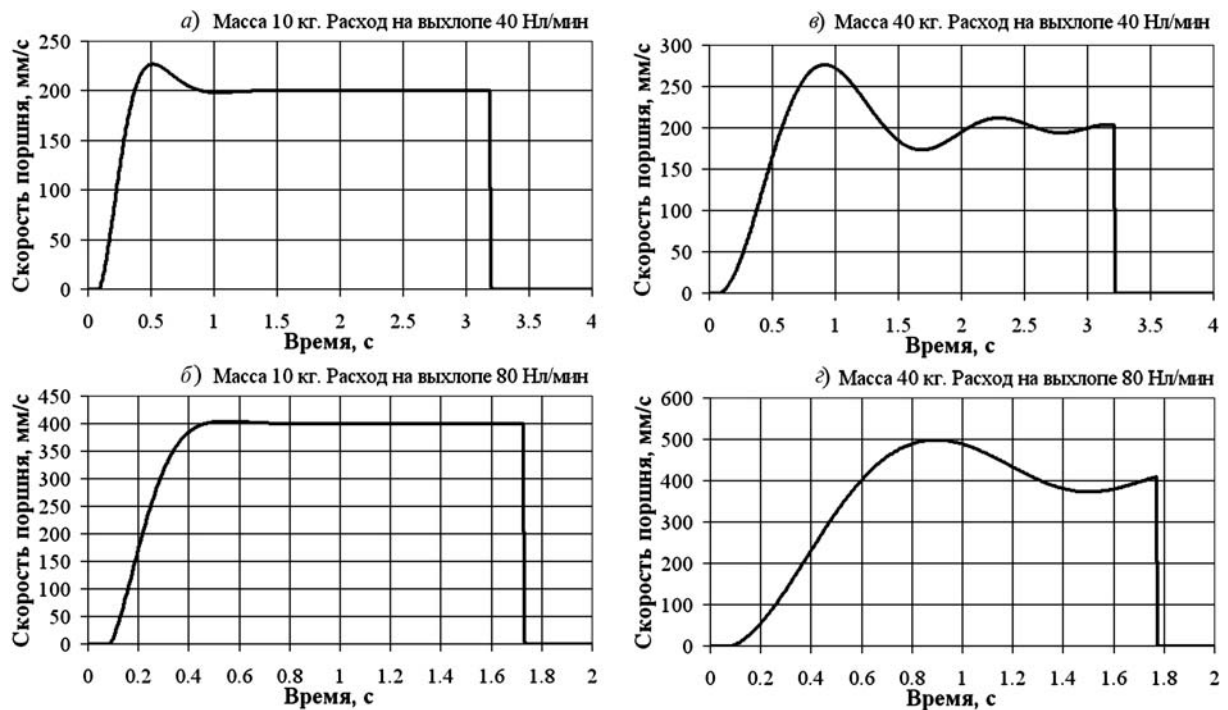 а) Масса 10 кг. Расход на выхлопе 40 Нл/мин
Скорость поршня, мм/с
250
200
150
100
50
0
0 0.5 1 1.5 2 2.5 3 3.5 4
Время, с
в) Масса 40 кг. Расход на выхлопе 40 Нл/мин
Скорость поршня, мм/с
300
250
200
150
100
50
0
0 0.5 1 1.5 2 2.5 3 3.5 4
Время, с
б) Масса 10 кг. Расход на выхлопе 80 Нл/мин
Скорость поршня, мм/с
450
400
350
300
250
200
150
100
50
0
0 0.2 0.4 0.6 0.8 1 1.2 1.4 1.6 1.8 2
Время, с
г) Масса 40 кг. Расход на выхлопе 80 Нл/мин
Скорость поршня, мм/с
600
500
400
300
200
100
0
0 0.2 0.4 0.6 0.8 1 1.2 1.4 1.6 1.8 2
Время, с